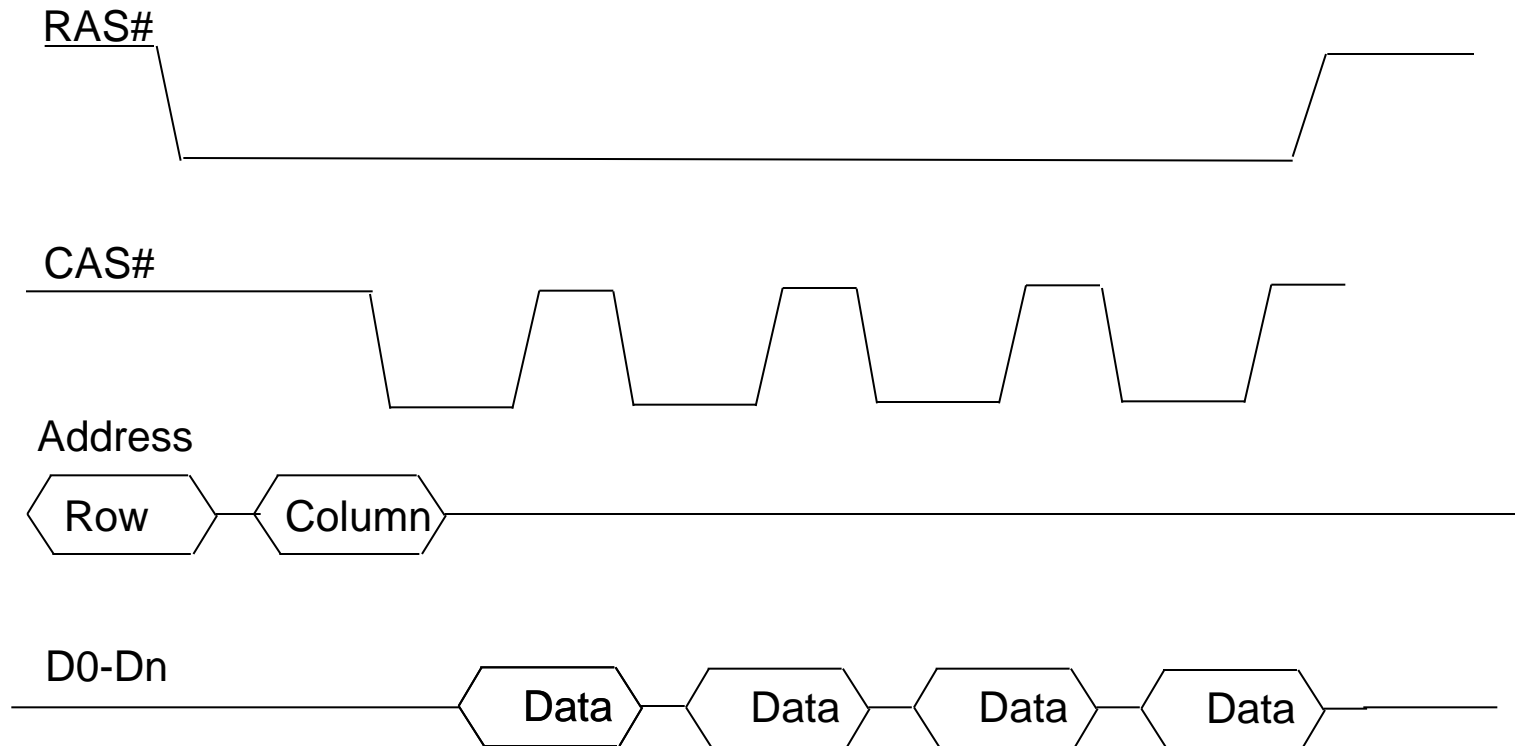 RAS#
CAS#
Address
Row Column
D0-Dn
Data Data Data Data